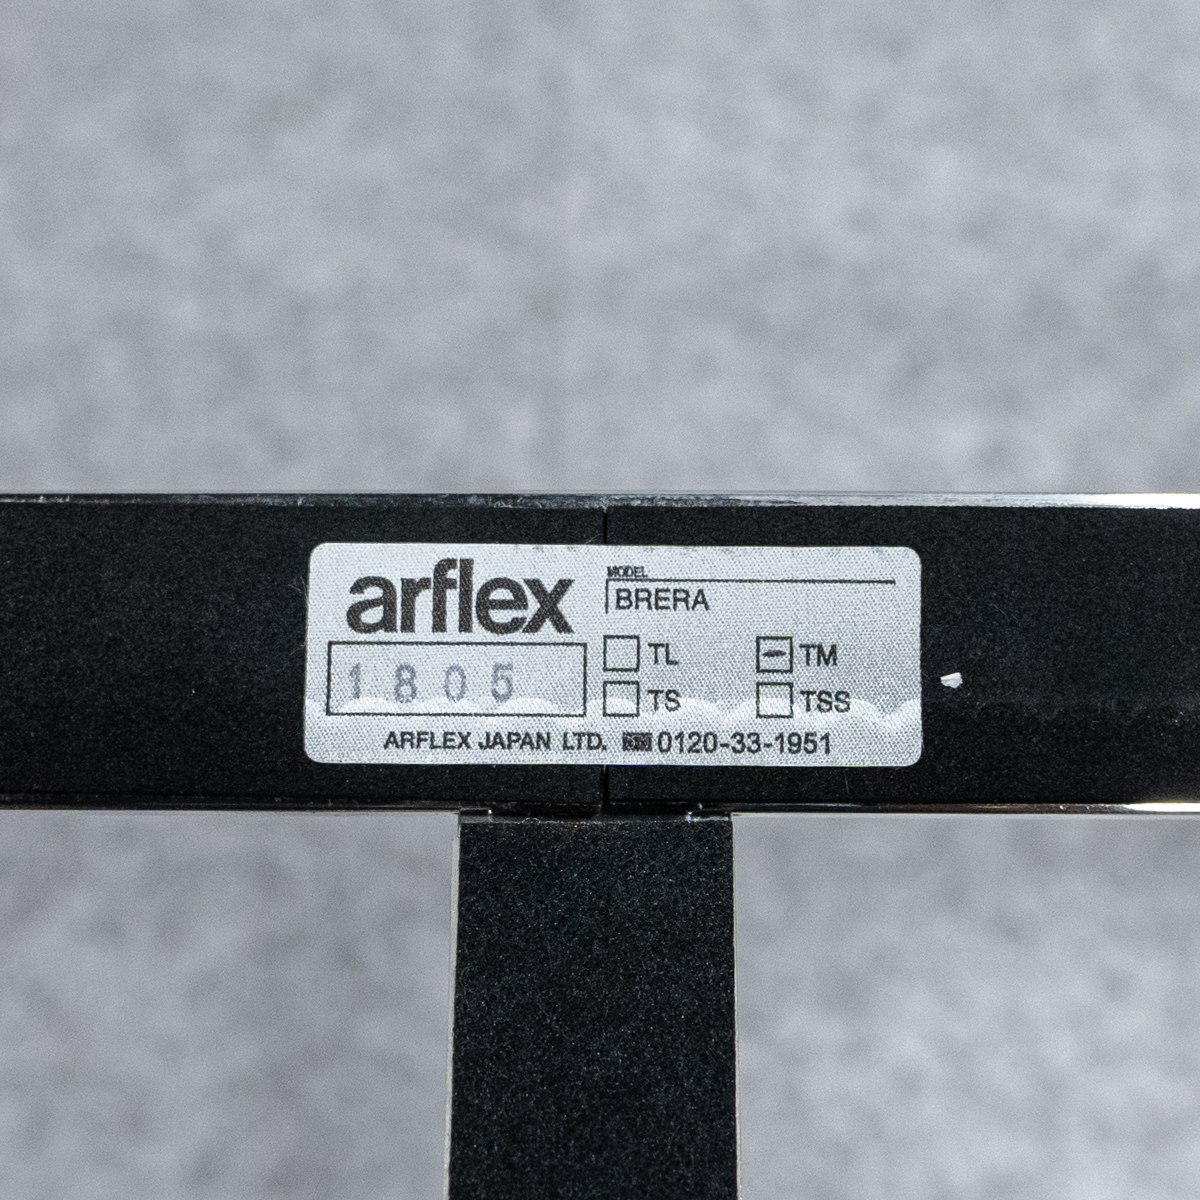 arflex
1805
MODEL
BRERA
TL
TM
TS
TSS
ARFLEX JAPAN LTD. 0120-33-1951